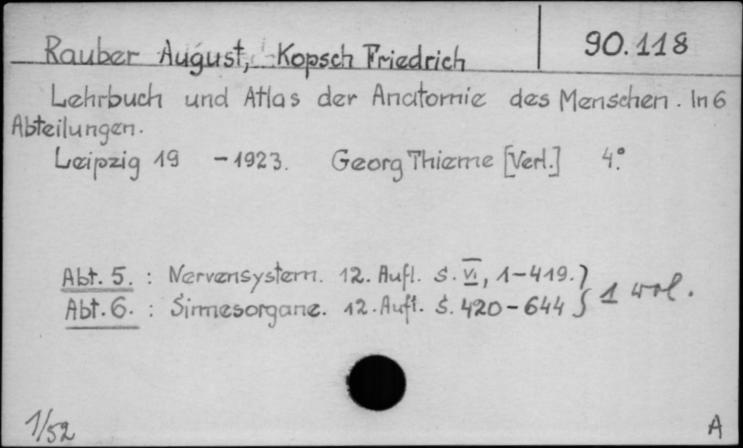 Rauber August, Kopsch Friedrich 90.118
Lehrbuch und Atlas der Anatomie des Menschen. In 6
Abteilungen.
Leipzig 19 -1923. Georg Thieme [Verl.] 4.°
Abt. 5. : Nervensystem. 12. Aufl. S. VI, 1-419.
Abt. 6. : Sinnesorgane. 12. Aufl. S. 420-644 } 1 vol.
1/52
A